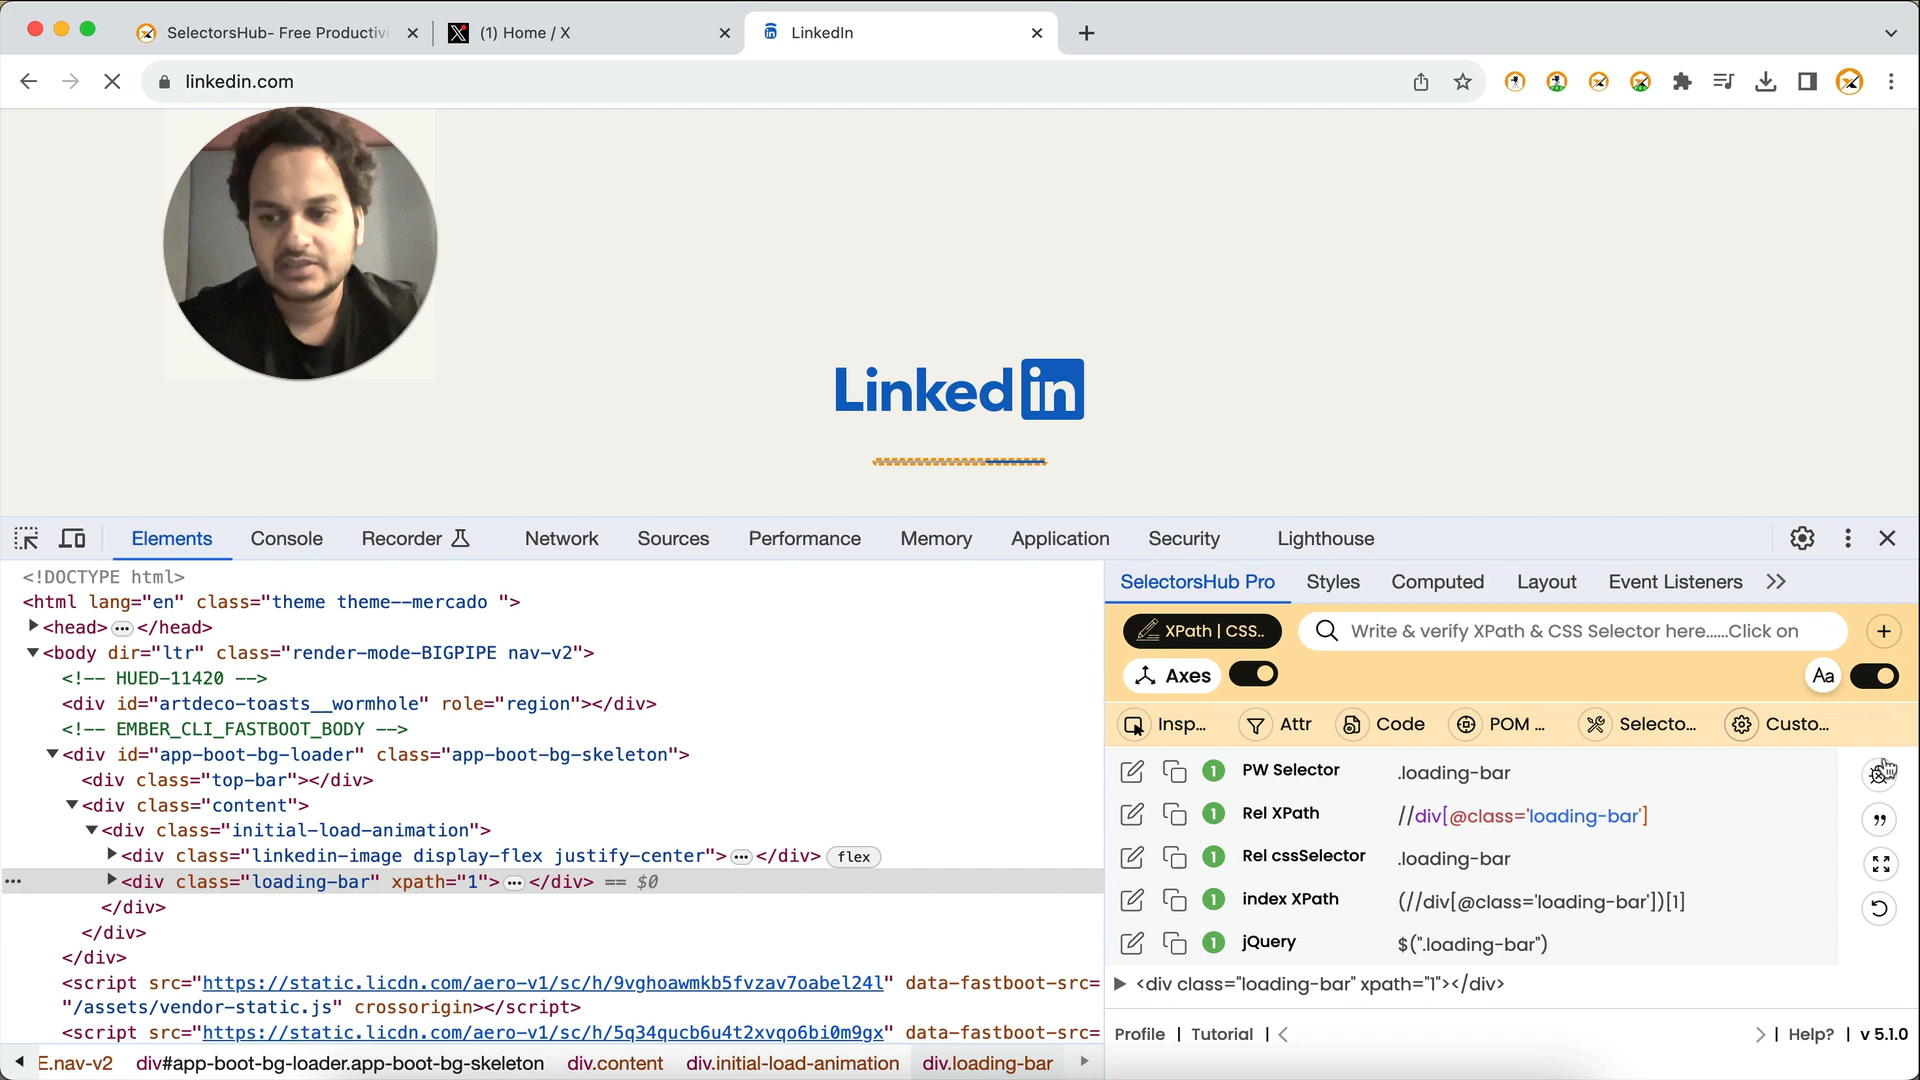 SelectorsHub- Free Productivi
(1) Home / X
LinkedIn
linkedin.com
Linkedin
Elements
Console
Recorder
Network
Sources
Performance
Memory
Application
Security
Lighthouse
<!DOCTYPE html>
<html lang="en" class="theme theme--mercado ">
<head> … </head>
<body dir="ltr" class="render-mode-BIGPIPE nav-v2">
<!-- HUED-11420 -->
<div id="artdeco-toasts__wormhole" role="region"></div>
<!-- EMBER_CLI_FASTBOOT_BODY -->
<div id="app-boot-bg-loader" class="app-boot-bg-skeleton">
<div class="top-bar"></div>
<div class="content">
<div class="initial-load-animation">
<div class="linkedin-image display-flex justify-center"> … </div> flex
<div class="loading-bar" xpath="1"> … </div> == $0
</div>
</div>
</div>
<script src="https://static.licdn.com/aero-v1/sc/h/9vghoawmkb5fvzav7oabel24l" data-fastboot-src=
"/assets/vendor-static.js" crossorigin></script>
<script src="https://static.licdn.com/aero-v1/sc/h/5q34qucb6u4t2xvqo6bi0m9gx" data-fastboot-src=
E.nav-v2 div#app-boot-bg-loader.app-boot-bg-skeleton div.content div.initial-load-animation div.loading-bar
SelectorsHub Pro
Styles
Computed
Layout
Event Listeners
XPath | CSS..
Write & verify XPath & CSS Selector here......Click on
Axes
Aa
Insp...
Attr
Code
POM ...
Selecto...
Custo...
1 PW Selector .loading-bar
1 Rel XPath //div[@class='loading-bar']
1 Rel cssSelector .loading-bar
1 index XPath (//div[@class='loading-bar'])[1]
1 jQuery $(".loading-bar")
<div class="loading-bar" xpath="1"></div>
Profile | Tutorial |
| Help? | v 5.1.0